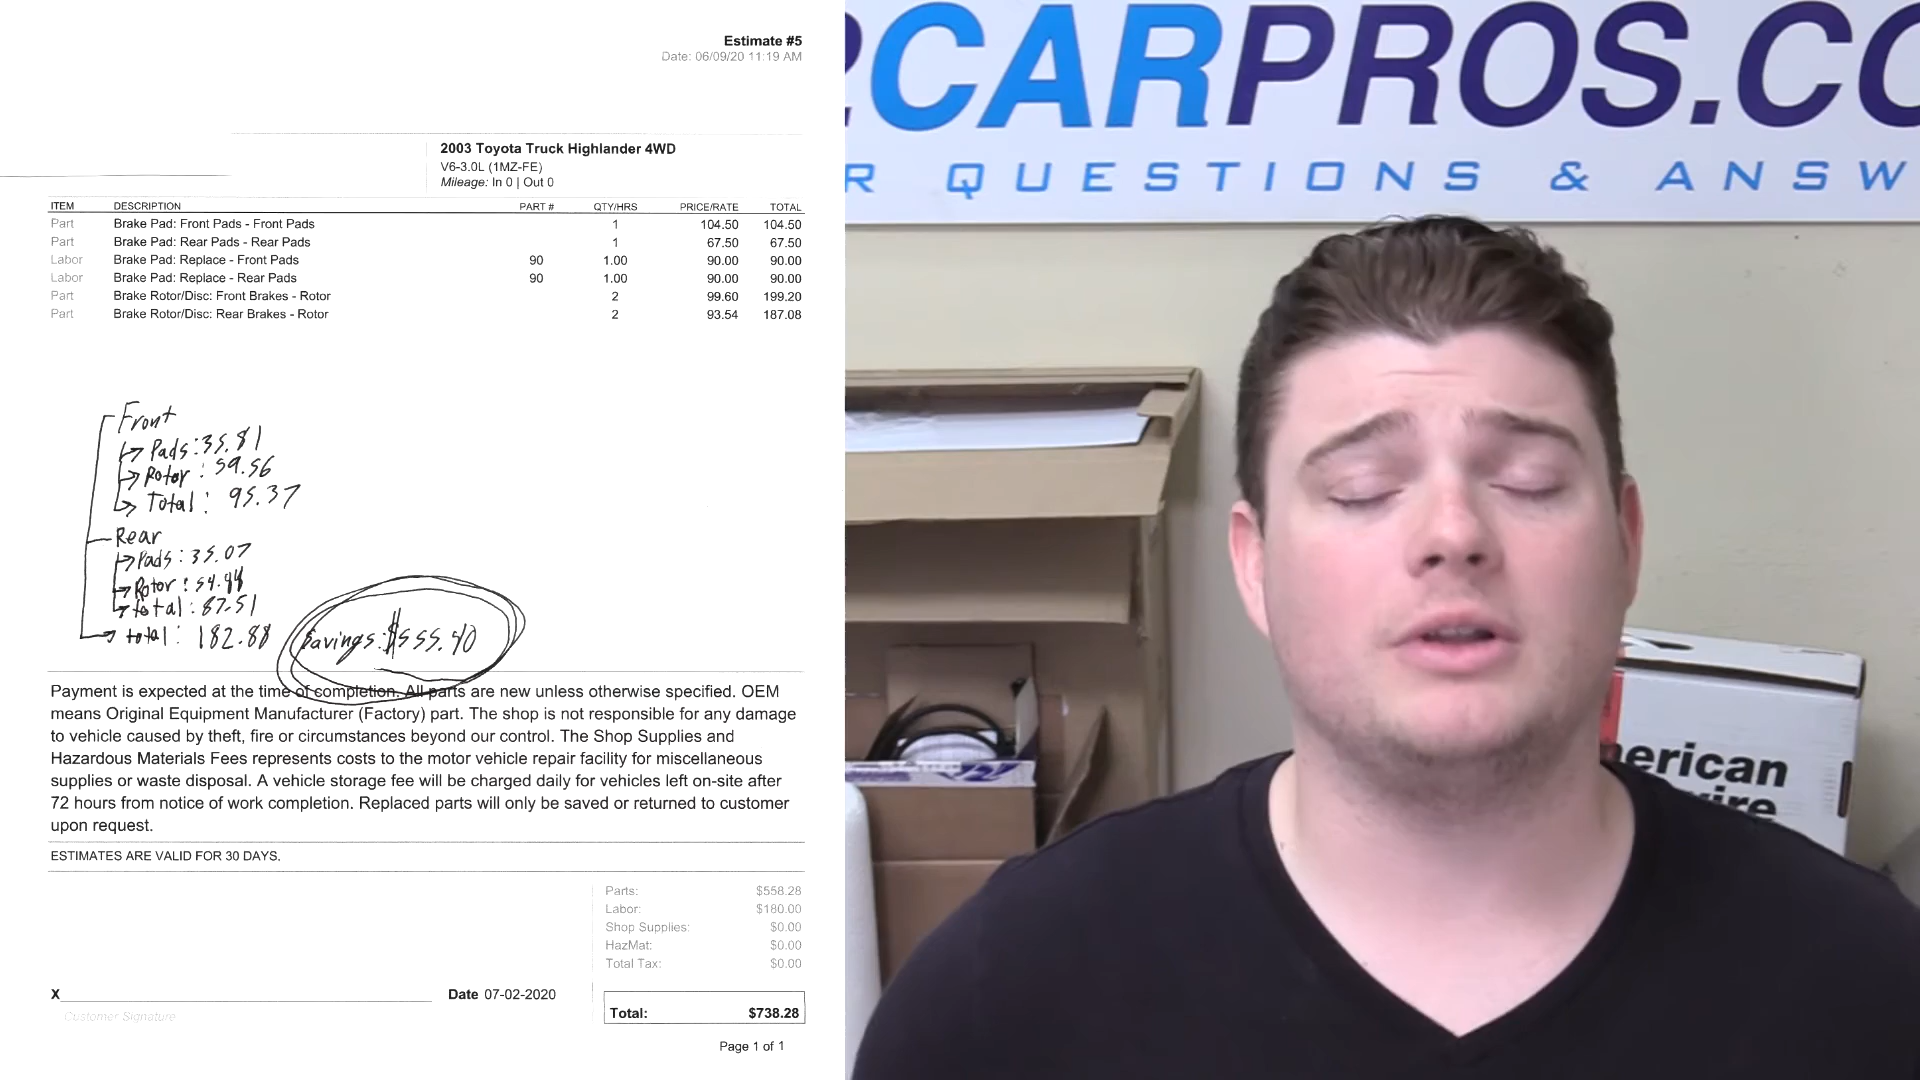 Estimate #5
Date: 06/09/20 11:19 AM
2003 Toyota Truck Highlander 4WD
V6-3.0L (1MZ-FE)
Mileage: In 0 | Out 0
ITEM DESCRIPTION PART # QTY/HRS PRICE/RATE TOTAL
Part Brake Pad: Front Pads - Front Pads 1 104.50 104.50
Part Brake Pad: Rear Pads - Rear Pads 1 67.50 67.50
Labor Brake Pad: Replace - Front Pads 90 1.00 90.00 90.00
Labor Brake Pad: Replace - Rear Pads 90 1.00 90.00 90.00
Part Brake Rotor/Disc: Front Brakes - Rotor 2 99.60 199.20
Part Brake Rotor/Disc: Rear Brakes - Rotor 2 93.54 187.08
Front
Pads: 35.81
Rotor: 59.56
Total: 95.37
Rear
Pads: 35.07
Rotor: 54.44
total: 87.51
total: 182.88
Savings: $555.40
Payment is expected at the time of completion. All parts are new unless otherwise specified. OEM
means Original Equipment Manufacturer (Factory) part. The shop is not responsible for any damage
to vehicle caused by theft, fire or circumstances beyond our control. The Shop Supplies and
Hazardous Materials Fees represents costs to the motor vehicle repair facility for miscellaneous
supplies or waste disposal. A vehicle storage fee will be charged daily for vehicles left on-site after
72 hours from notice of work completion. Replaced parts will only be saved or returned to customer
upon request.
ESTIMATES ARE VALID FOR 30 DAYS.
Parts: $558.28
Labor: $180.00
Shop Supplies: $0.00
HazMat: $0.00
Total Tax: $0.00
X Date 07-02-2020
Customer Signature
Total: $738.28
Page 1 of 1
2CARPROS.CO
R QUESTIONS & ANSW
erican
wire